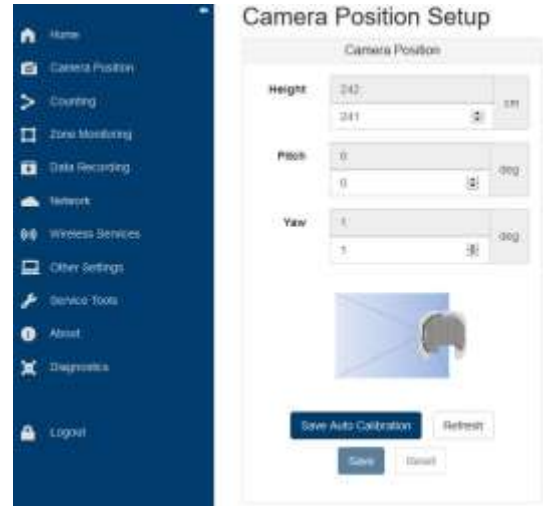 Camera Position Setup
Home
Camera Position
Counting
Zone Monitoring
Data Recording
Network
Wireless Services
Other Settings
Service Tools
About
Diagnostics
Logout
Camera Position
Height
242
241
cm
Pitch
0
0
deg
Yaw
1
1
deg
Save Auto Calibration
Refresh
Save
Reset